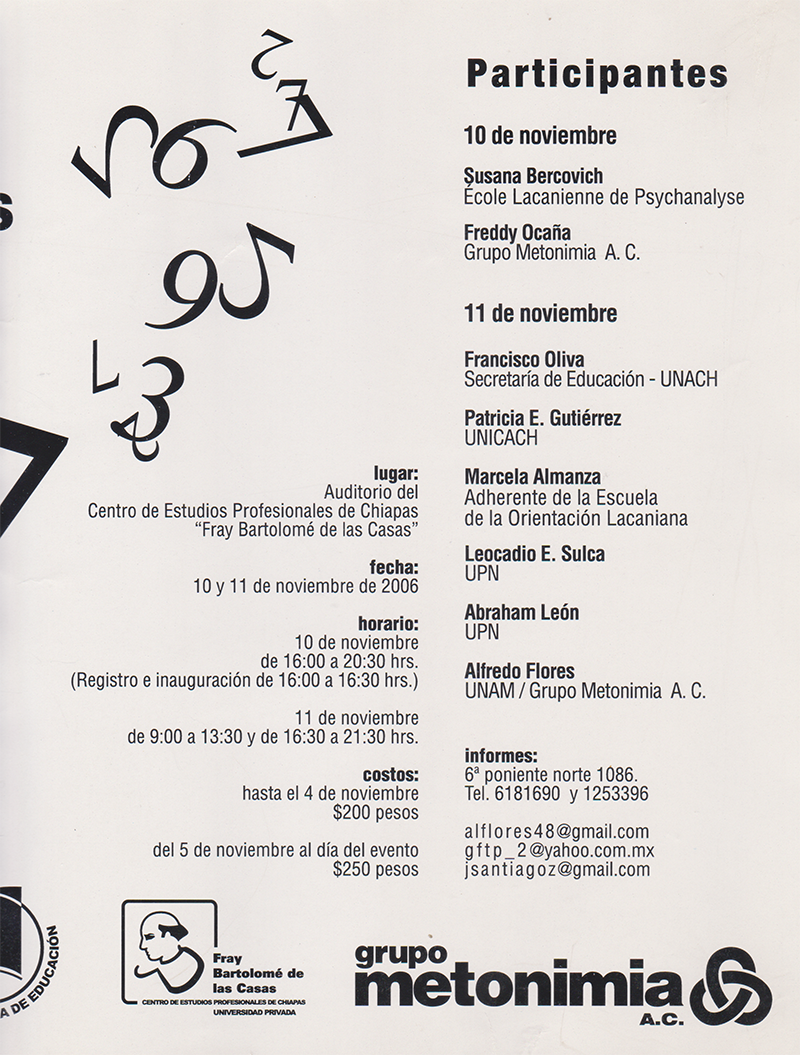 Participantes
10 de noviembre
Susana Bercovich
École Lacanienne de Psychanalyse
Freddy Ocaña
Grupo Metonimia A. C.
11 de noviembre
Francisco Oliva
Secretaría de Educación - UNACH
Patricia E. Gutiérrez
UNICACH
Marcela Almanza
Adherente de la Escuela
de la Orientación Lacaniana
Leocadio E. Sulca
UPN
Abraham León
UPN
Alfredo Flores
UNAM / Grupo Metonimia A. C.
informes:
6ª poniente norte 1086.
Tel. 6181690 y 1253396
alflores48@gmail.com
gftp_2@yahoo.com.mx
jsantiagoz@gmail.com
lugar:
Auditorio del
Centro de Estudios Profesionales de Chiapas
“Fray Bartolomé de las Casas”
fecha:
10 y 11 de noviembre de 2006
horario:
10 de noviembre
de 16:00 a 20:30 hrs.
(Registro e inauguración de 16:00 a 16:30 hrs.)
11 de noviembre
de 9:00 a 13:30 y de 16:30 a 21:30 hrs.
costos:
hasta el 4 de noviembre
$200 pesos
del 5 de noviembre al día del evento
$250 pesos
DE EDUCACIÓN
Fray
Bartolomé de
las Casas
CENTRO DE ESTUDIOS PROFESIONALES DE CHIAPAS
UNIVERSIDAD PRIVADA
grupo
metonimia
A.C.